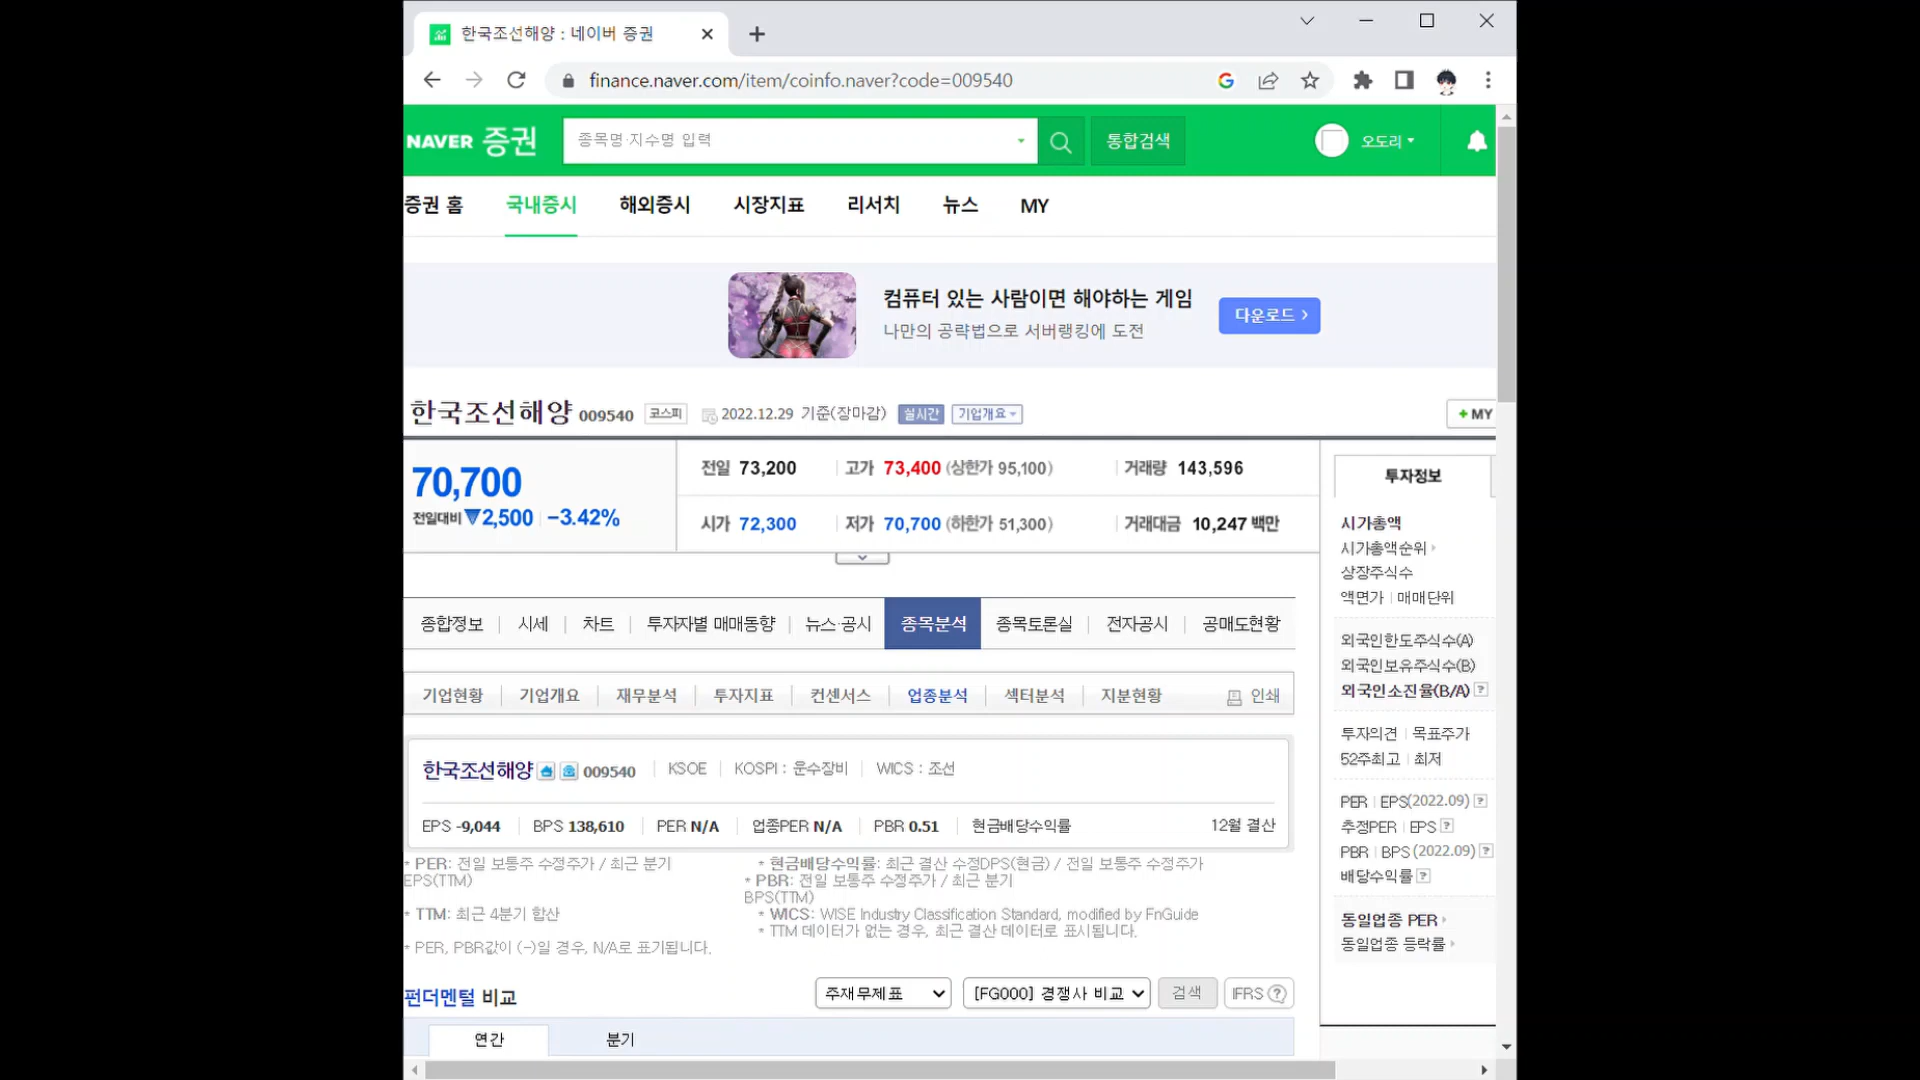 한국조선해양 : 네이버 증권
finance.naver.com/item/coinfo.naver?code=009540
NAVER 증권 종목명·지수명 입력 통합검색 오도리
증권 홈 국내증시 해외증시 시장지표 리서치 뉴스 MY
컴퓨터 있는 사람이면 해야하는 게임
나만의 공략법으로 서버랭킹에 도전
다운로드
한국조선해양 009540 코스피 2022.12.29 기준(장마감) 실시간 기업개요 + MY
70,700
전일대비 ▼2,500 -3.42%
전일 73,200 고가 73,400 (상한가 95,100) 거래량 143,596
시가 72,300 저가 70,700 (하한가 51,300) 거래대금 10,247 백만
종합정보 시세 차트 투자자별 매매동향 뉴스·공시 종목분석 종목토론실 전자공시 공매도현황
기업현황 기업개요 재무분석 투자지표 컨센서스 업종분석 섹터분석 지분현황 인쇄
한국조선해양 009540 KSOE KOSPI : 운수장비 WICS : 조선
EPS -9,044 BPS 138,610 PER N/A 업종PER N/A PBR 0.51 현금배당수익률 12월 결산
* PER: 전일 보통주 수정주가 / 최근 분기
EPS(TTM)
* TTM: 최근 4분기 합산
* PER, PBR값이 (-)일 경우, N/A로 표기됩니다.
* 현금배당수익률: 최근 결산 수정DPS(현금) / 전일 보통주 수정주가
* PBR: 전일 보통주 수정주가 / 최근 분기
BPS(TTM)
* WICS: WISE Industry Classification Standard, modified by FnGuide
* TTM 데이터가 없는 경우, 최근 결산 데이터로 표시됩니다.
펀더멘털 비교 주재무제표 [FG000] 경쟁사 비교 검색 IFRS ?
연간 분기
투자정보
시가총액
시가총액순위
상장주식수
액면가 매매단위
외국인한도주식수(A)
외국인보유주식수(B)
외국인소진율(B/A) ?
투자의견 목표주가
52주최고 최저
PER EPS(2022.09) ?
추정PER EPS ?
PBR BPS (2022.09) ?
배당수익률 ?
동일업종 PER
동일업종 등락률